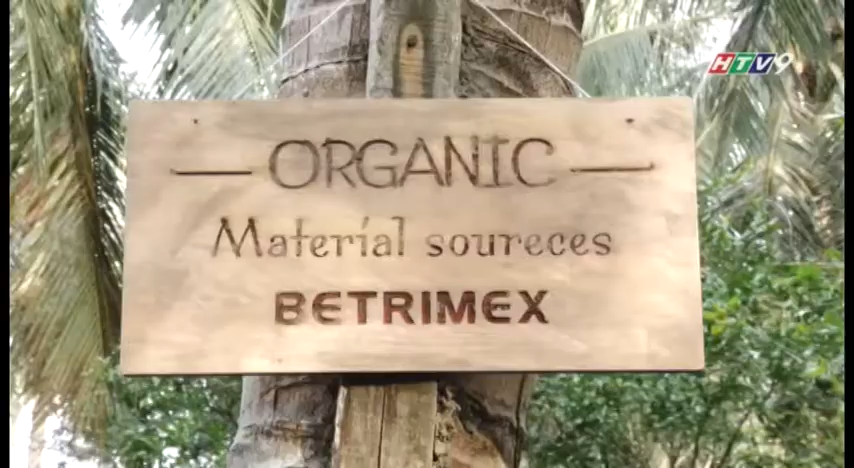 HTV9
— ORGANIC —
Material soureces
BETRIMEX